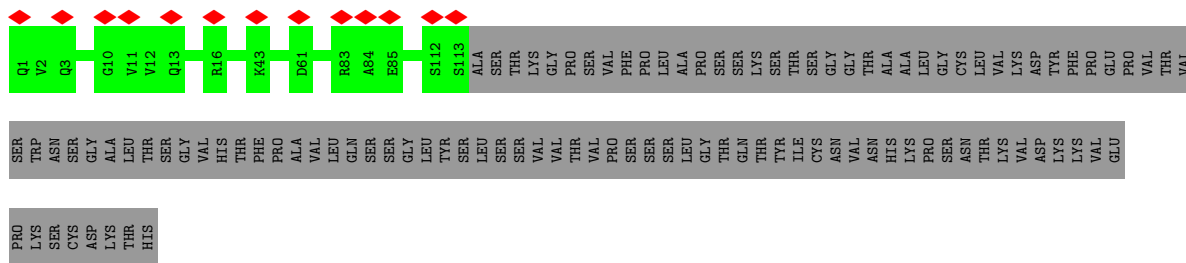 Q1 V2 Q3 G10 V11 V12 Q13 R16 K43 D61 R83 A84 E85 S112 S113 ALA SER THR LYS GLY PRO SER VAL PHE PRO LEU ALA PRO SER SER LYS SER THR SER GLY GLY THR ALA ALA LEU GLY CYS LEU VAL LYS ASP TYR PHE PRO GLU PRO VAL THR VAL
SER TRP ASN SER GLY ALA LEU THR SER GLY VAL HIS THR PHE PRO ALA VAL LEU GLN SER SER GLY LEU TYR SER LEU SER SER VAL VAL THR VAL PRO SER SER SER LEU GLY THR GLN THR TYR ILE CYS ASN VAL ASN HIS LYS PRO SER ASN THR LYS VAL ASP LYS LYS VAL GLU
PRO LYS SER CYS ASP LYS THR HIS